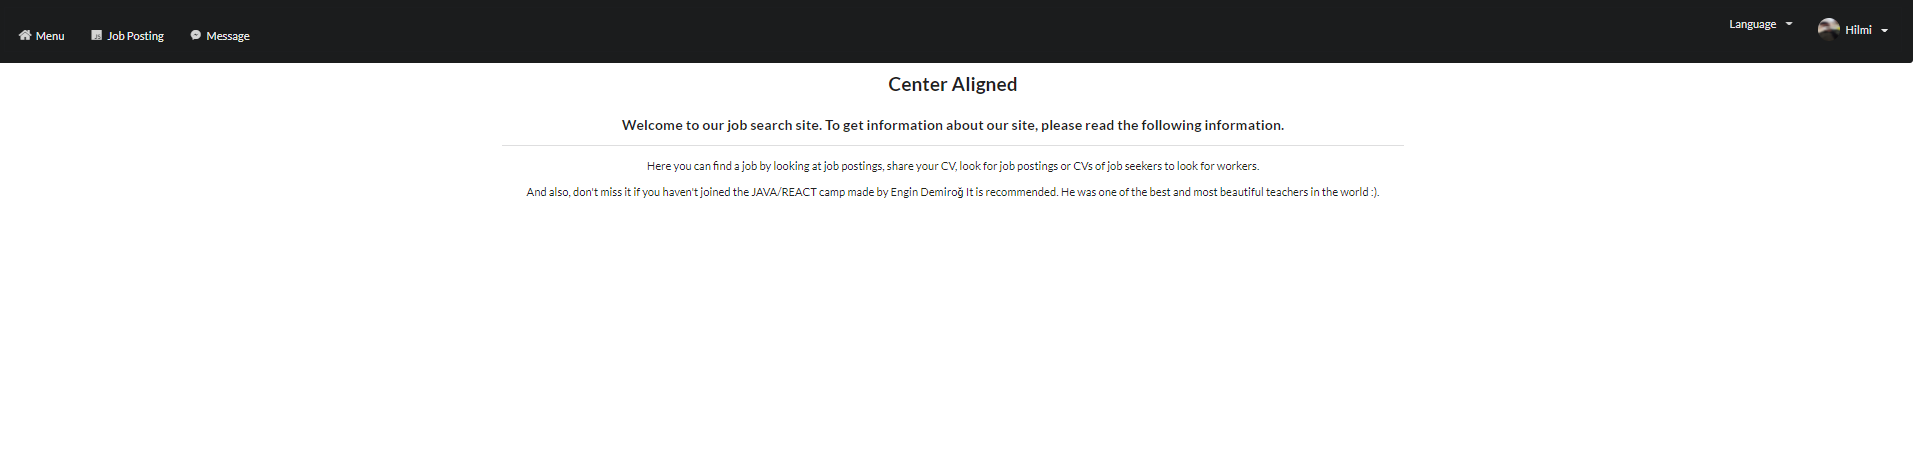 Menu Job Posting Message Language Hilmi
Center Aligned
Welcome to our job search site. To get information about our site, please read the following information.
Here you can find a job by looking at job postings, share your CV, look for job postings or CVs of job seekers to look for workers.
And also, don't miss it if you haven't joined the JAVA/REACT camp made by Engin Demiroğ It is recommended. He was one of the best and most beautiful teachers in the world :).